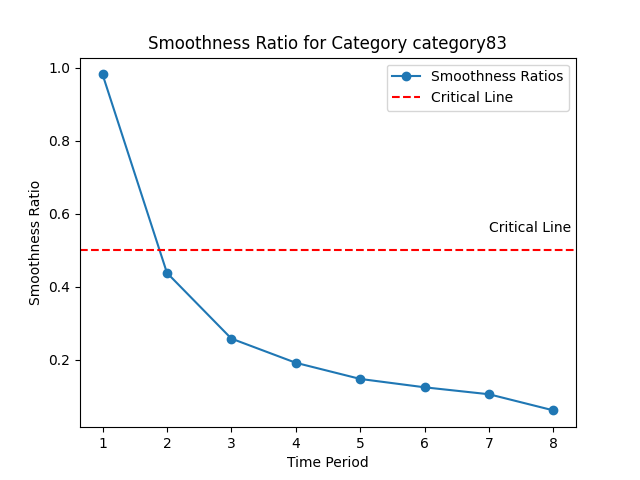 Smoothness Ratio for Category category83
Smoothness Ratios
Critical Line
Critical Line
Smoothness Ratio
1.0
0.8
0.6
0.4
0.2
1 2 3 4 5 6 7 8
Time Period